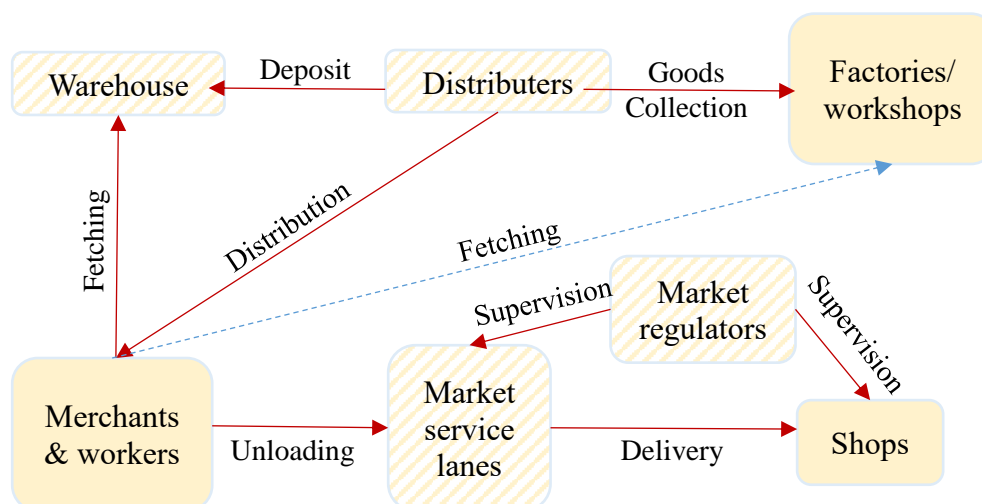 Warehouse
Deposit
Distributers
Goods
Collection
Factories/
workshops
Fetching
Distribution
Fetching
Supervision
Market
regulators
Supervision
Merchants
& workers
Unloading
Market
service
lanes
Delivery
Shops